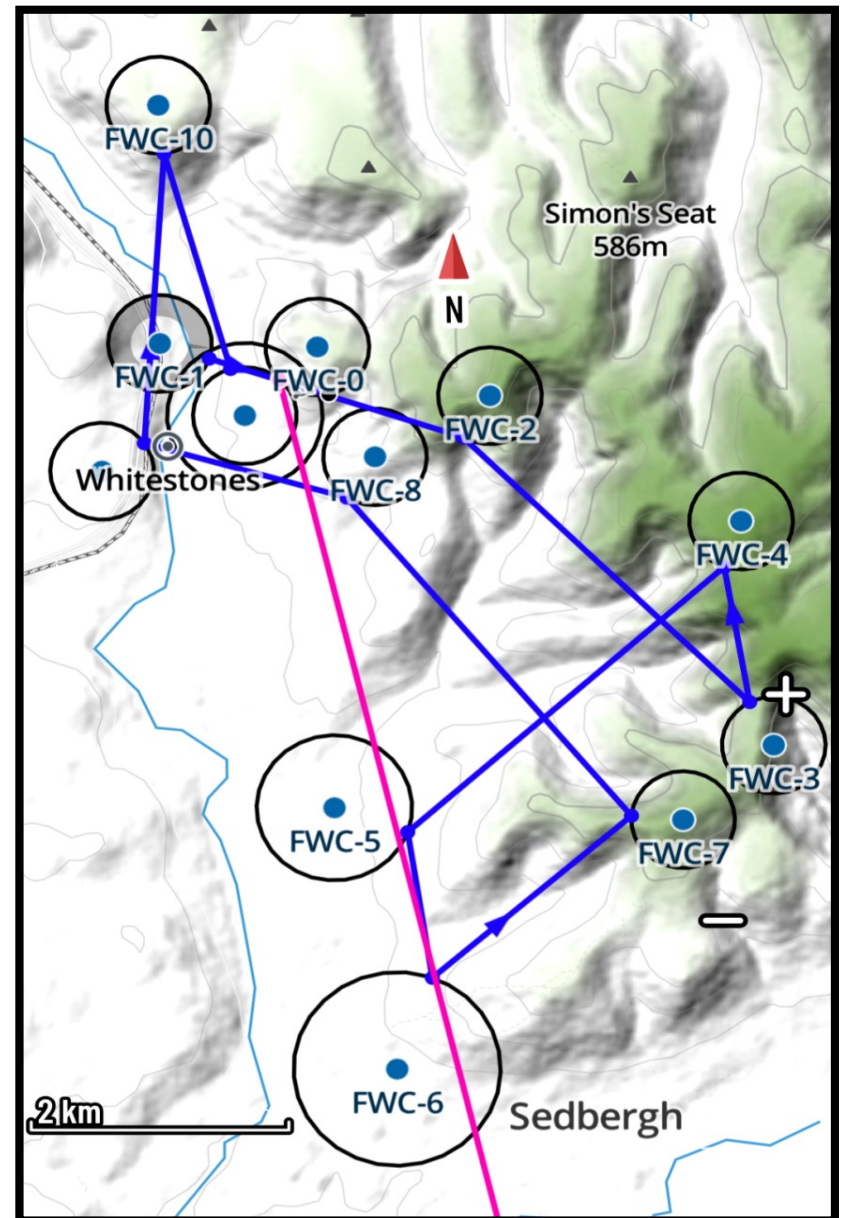 FWC-10
Simon's Seat
586m
N
FWC-1
FWC-0
FWC-2
FWC-8
Whitestones
FWC-4
+
FWC-3
FWC-5
FWC-7
–
FWC-6
2 km
Sedbergh